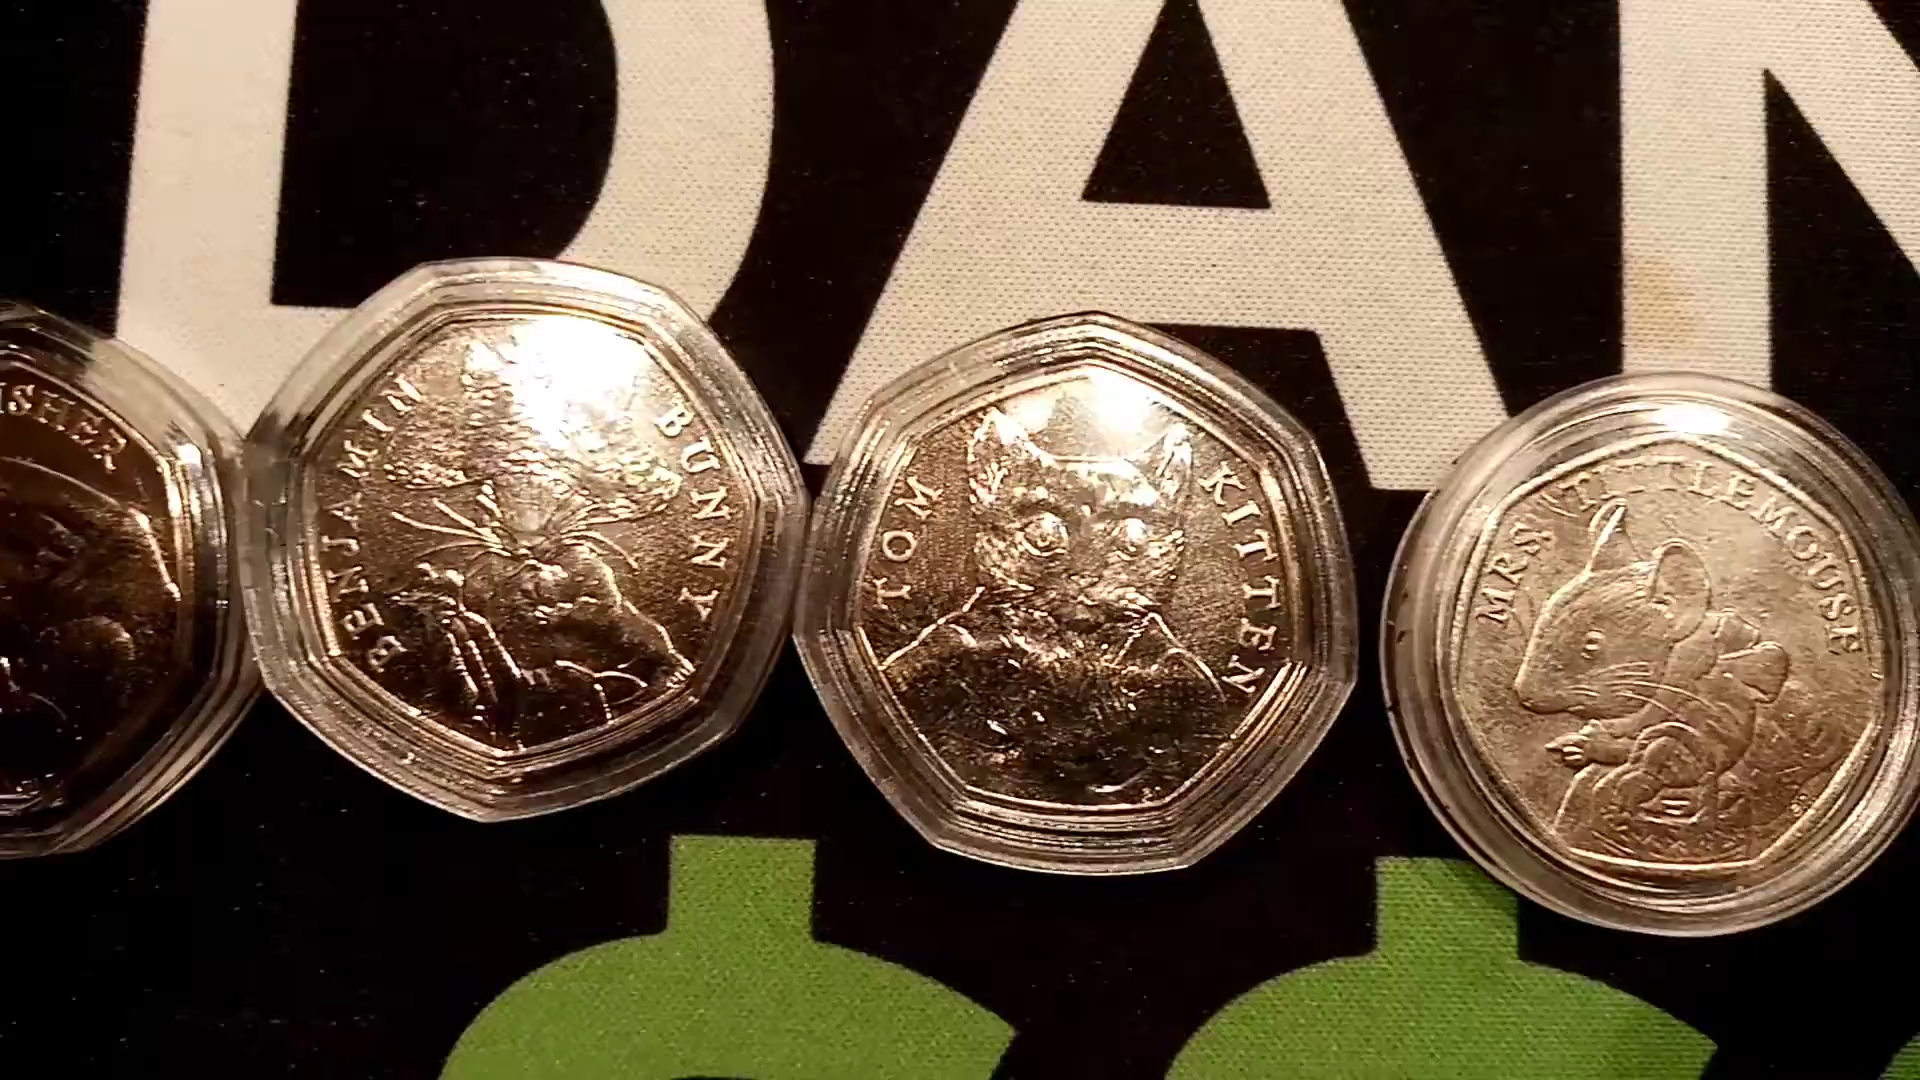 DAN
ISHER
BENJAMIN BUNNY
TOM KITTEN
MRS. TITTLEMOUSE